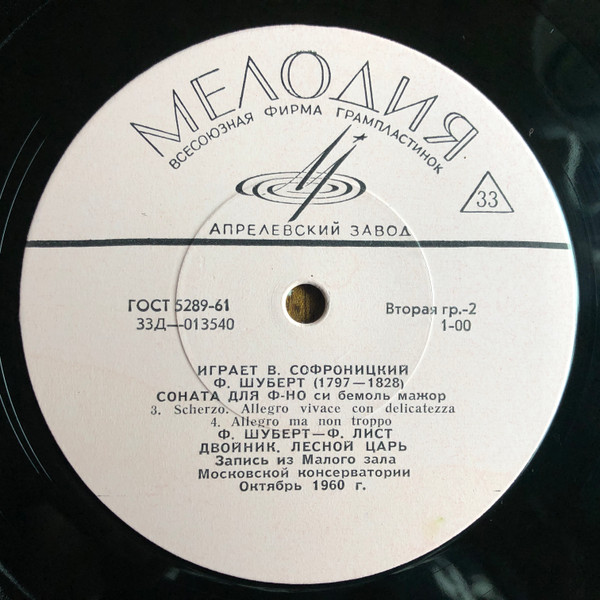 МЕЛОДИЯ
ВСЕСОЮЗНАЯ ФИРМА ГРАМПЛАСТИНОК
33
АПРЕЛЕВСКИЙ ЗАВОД
ГОСТ 5289-61 Вторая гр.-2
33Д—013540 1-00
ИГРАЕТ В. СОФРОНИЦКИЙ
Ф. ШУБЕРТ (1797—1828)
СОНАТА ДЛЯ Ф-НО си бемоль мажор
3. Scherzo. Allegro vivace con delicatezza
4. Allegro ma non troppo
Ф. ШУБЕРТ—Ф. ЛИСТ
ДВОЙНИК, ЛЕСНОЙ ЦАРЬ
Запись из Малого зала
Московской консерватории
Октябрь 1960 г.